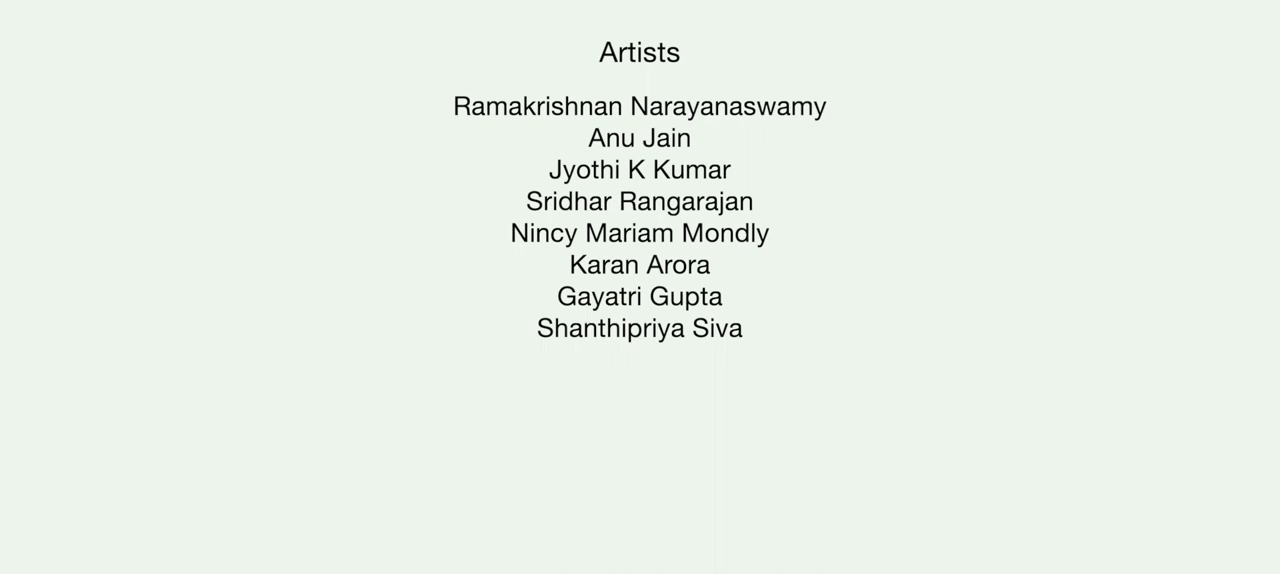 Artists
Ramakrishnan Narayanaswamy
Anu Jain
Jyothi K Kumar
Sridhar Rangarajan
Nincy Mariam Mondly
Karan Arora
Gayatri Gupta
Shanthipriya Siva